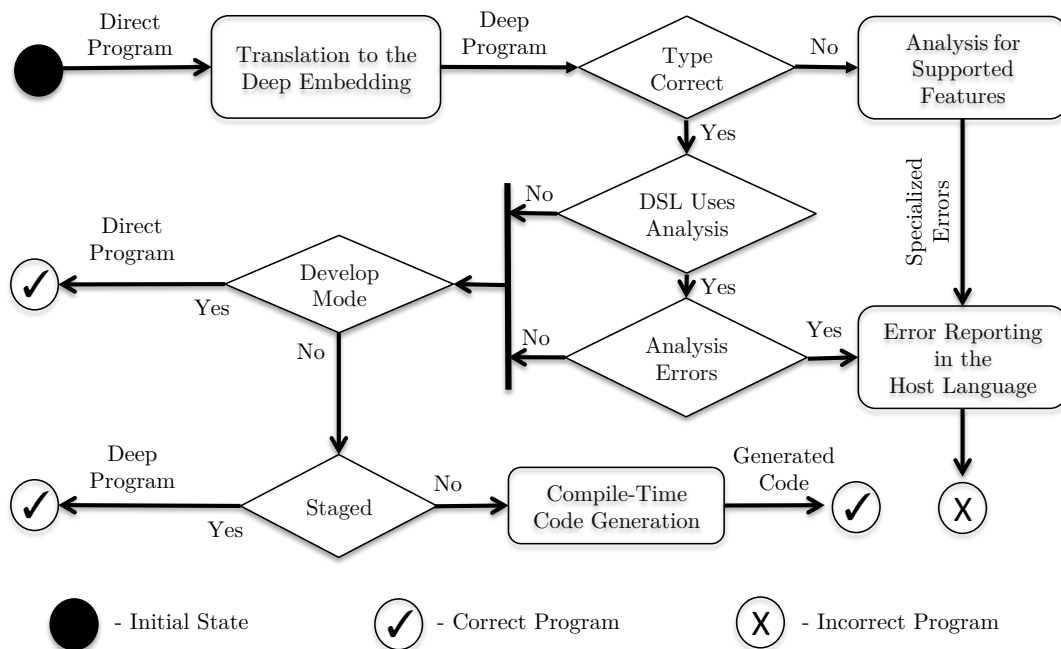 Direct
Program
Translation to the
Deep Embedding
Deep
Program
Type
Correct
No
Analysis for
Supported
Features
Yes
Specialized
Errors
DSL Uses
Analysis
No
Direct
Program
Develop
Mode
Yes
Yes
No
Analysis
Errors
No
Yes
Error Reporting
in the
Host Language
Deep
Program
Staged
Yes
No
Compile-Time
Code Generation
Generated
Code
✓
✓
✓
X
✓
X
- Initial State
- Correct Program
- Incorrect Program